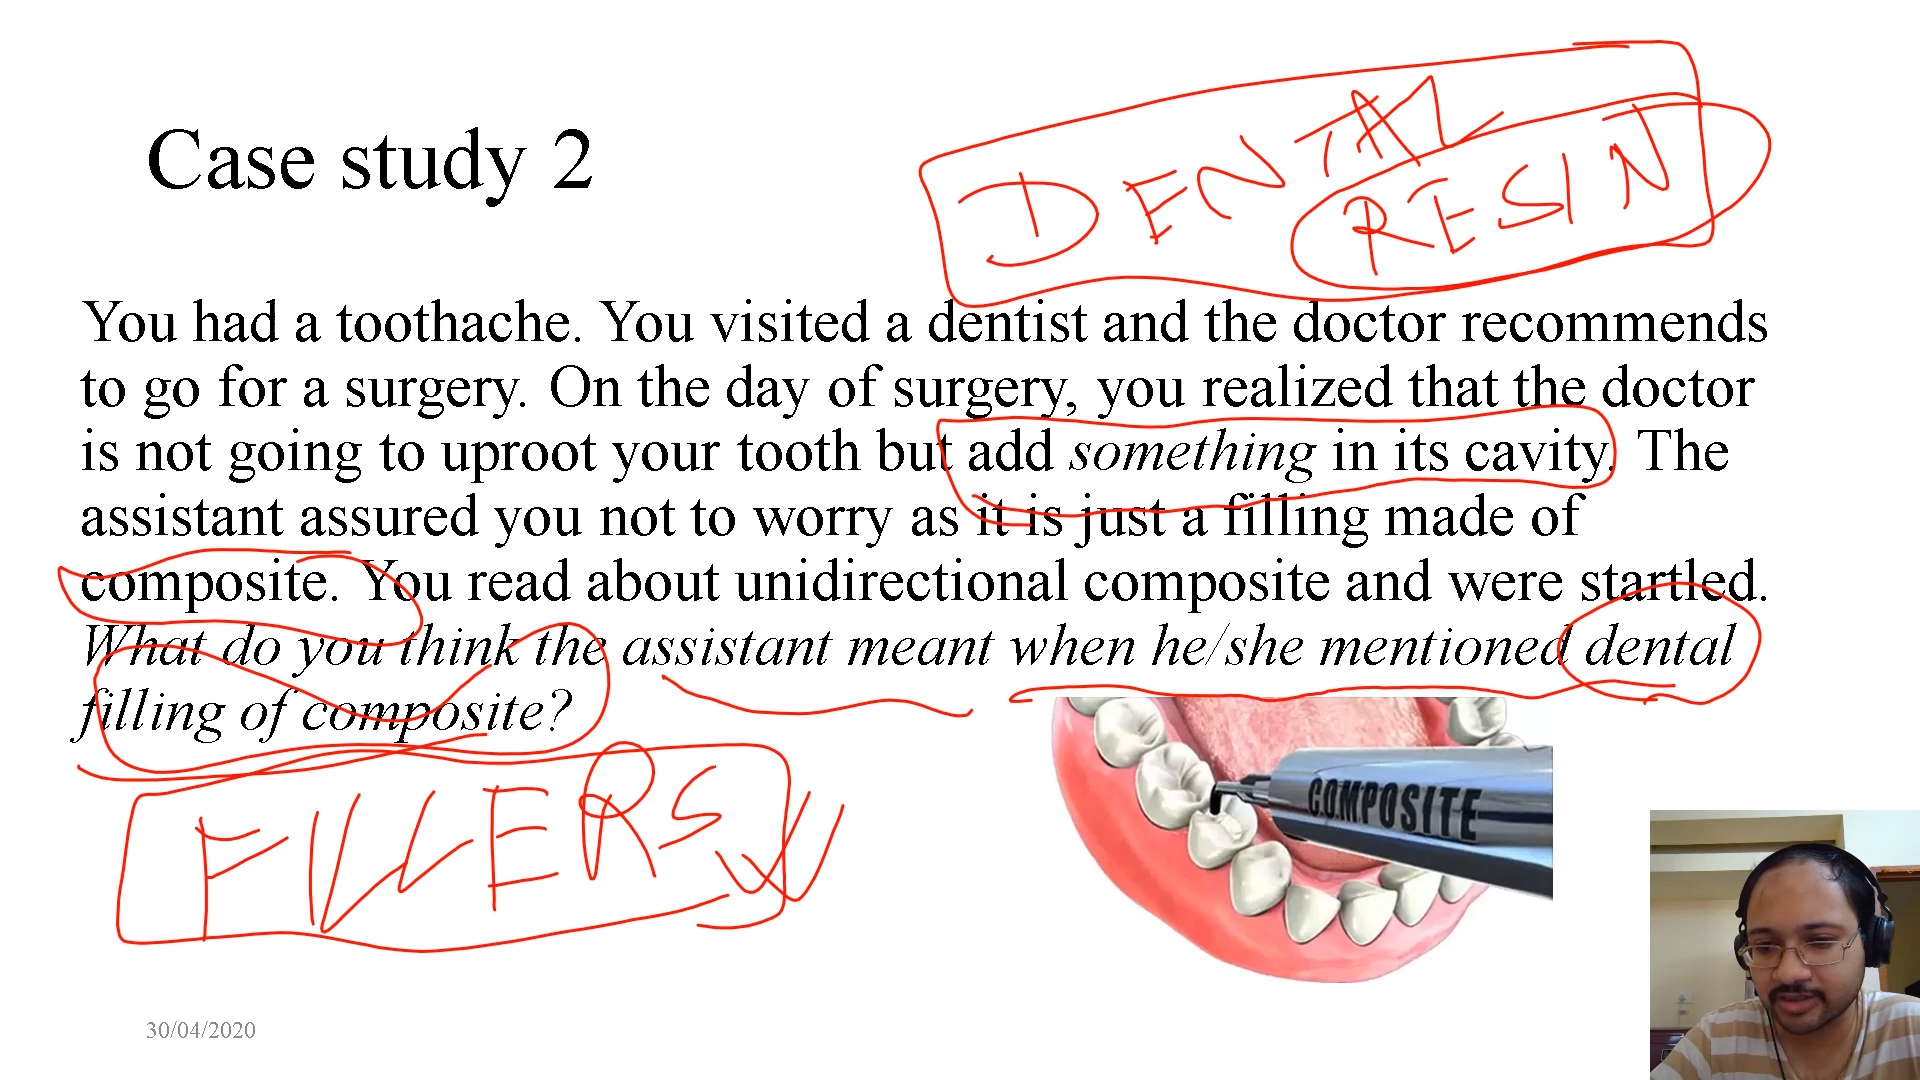 DENTAL
RESIN
Case study 2
You had a toothache. You visited a dentist and the doctor recommends
to go for a surgery. On the day of surgery, you realized that the doctor
is not going to uproot your tooth but add something in its cavity. The
assistant assured you not to worry as it is just a filling made of
composite. You read about unidirectional composite and were startled.
What do you think the assistant meant when he/she mentioned dental
filling of composite?
FILLERS
COMPOSITE
30/04/2020